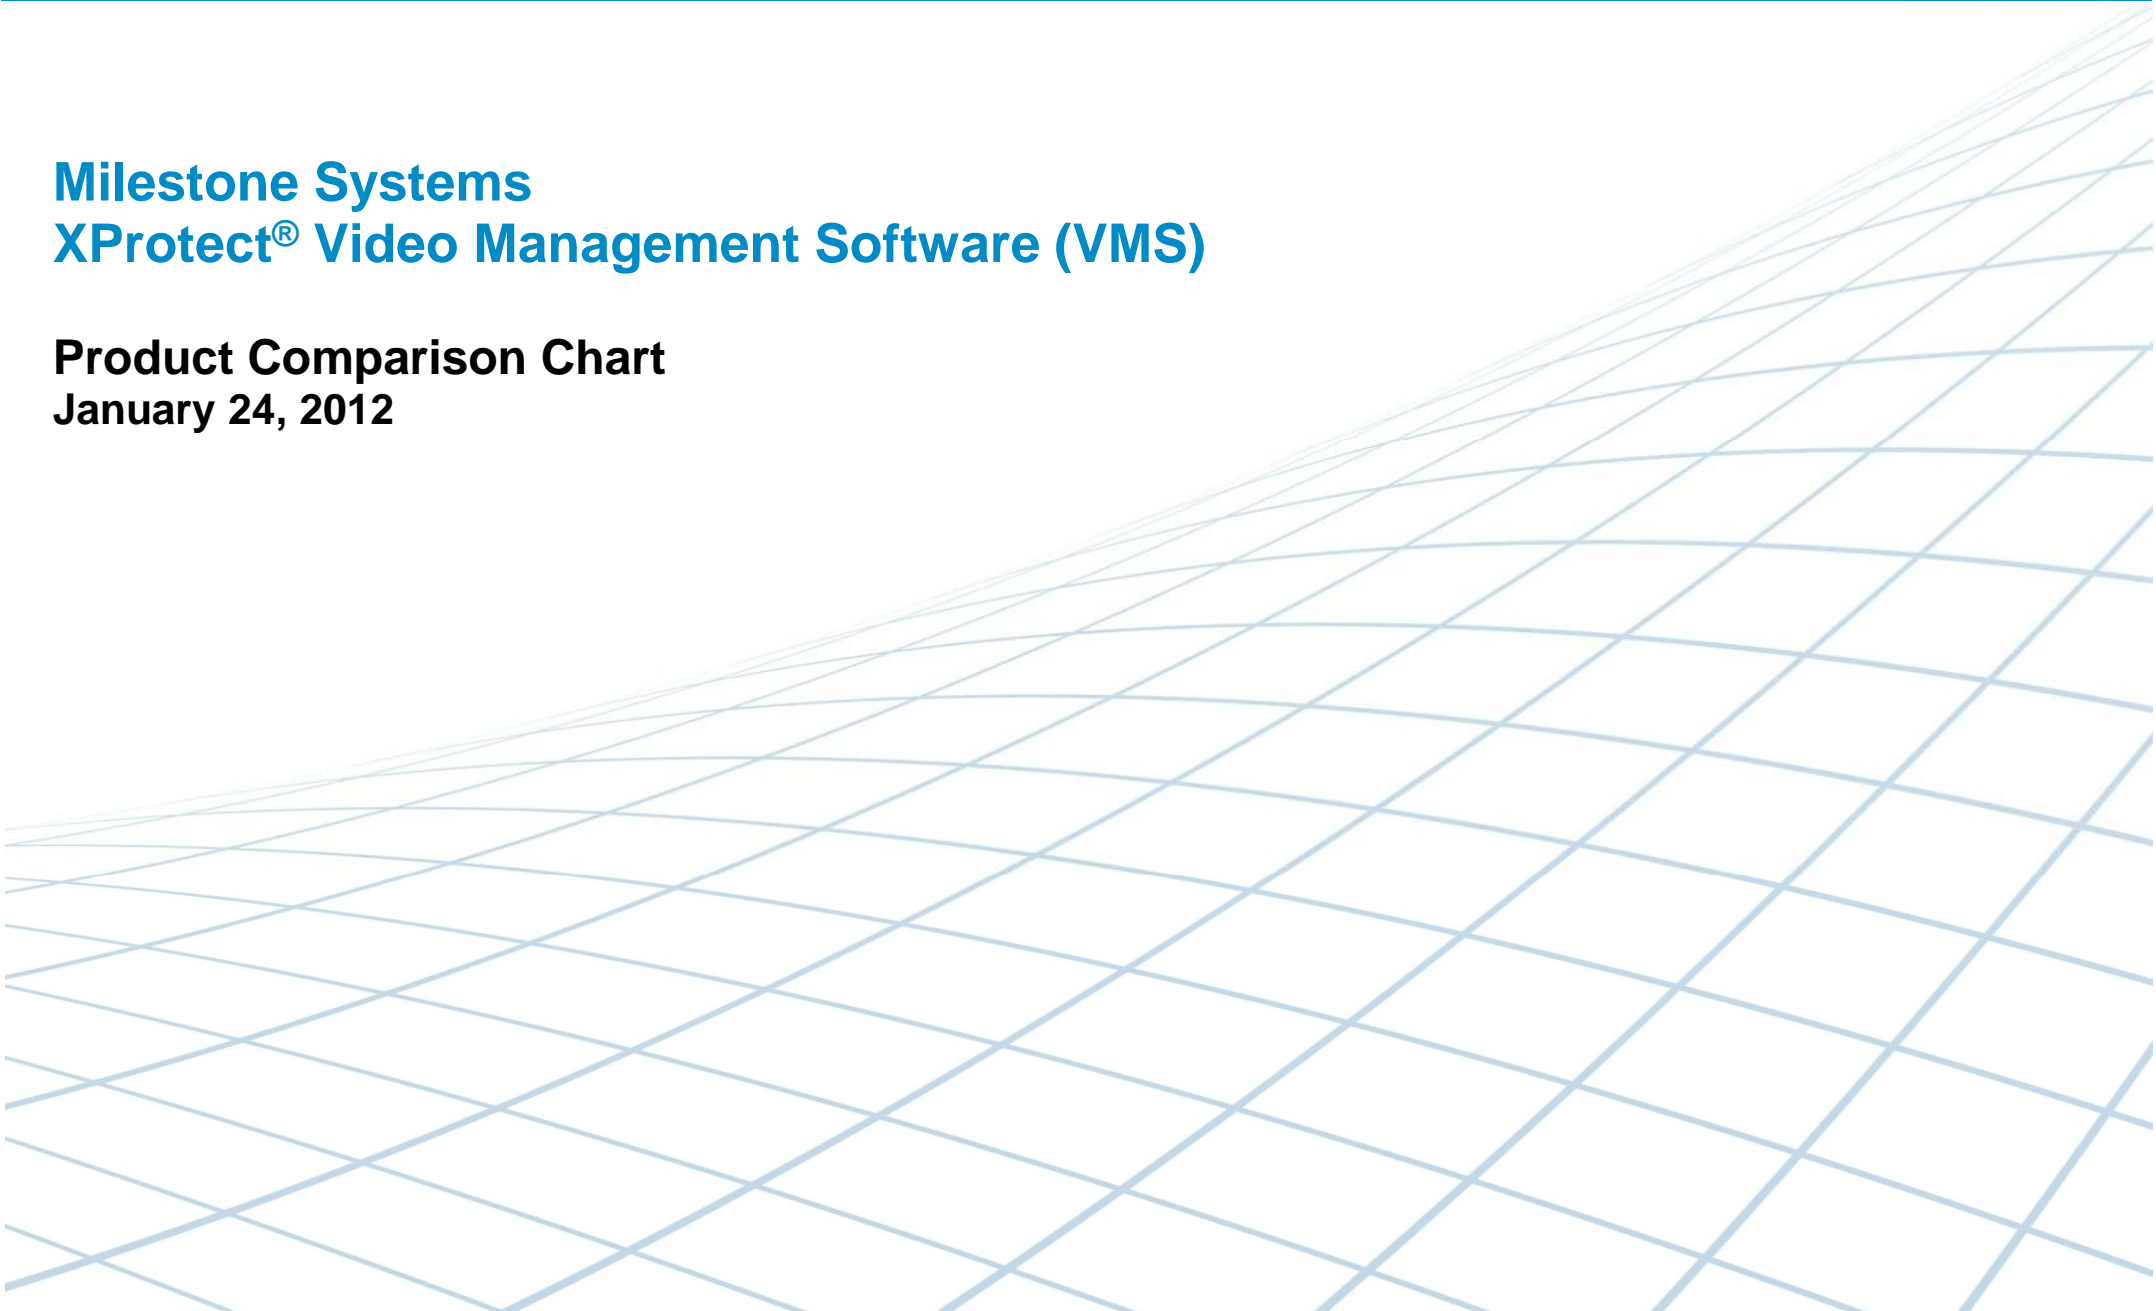 Milestone Systems
XProtect® Video Management Software (VMS)
Product Comparison Chart
January 24, 2012